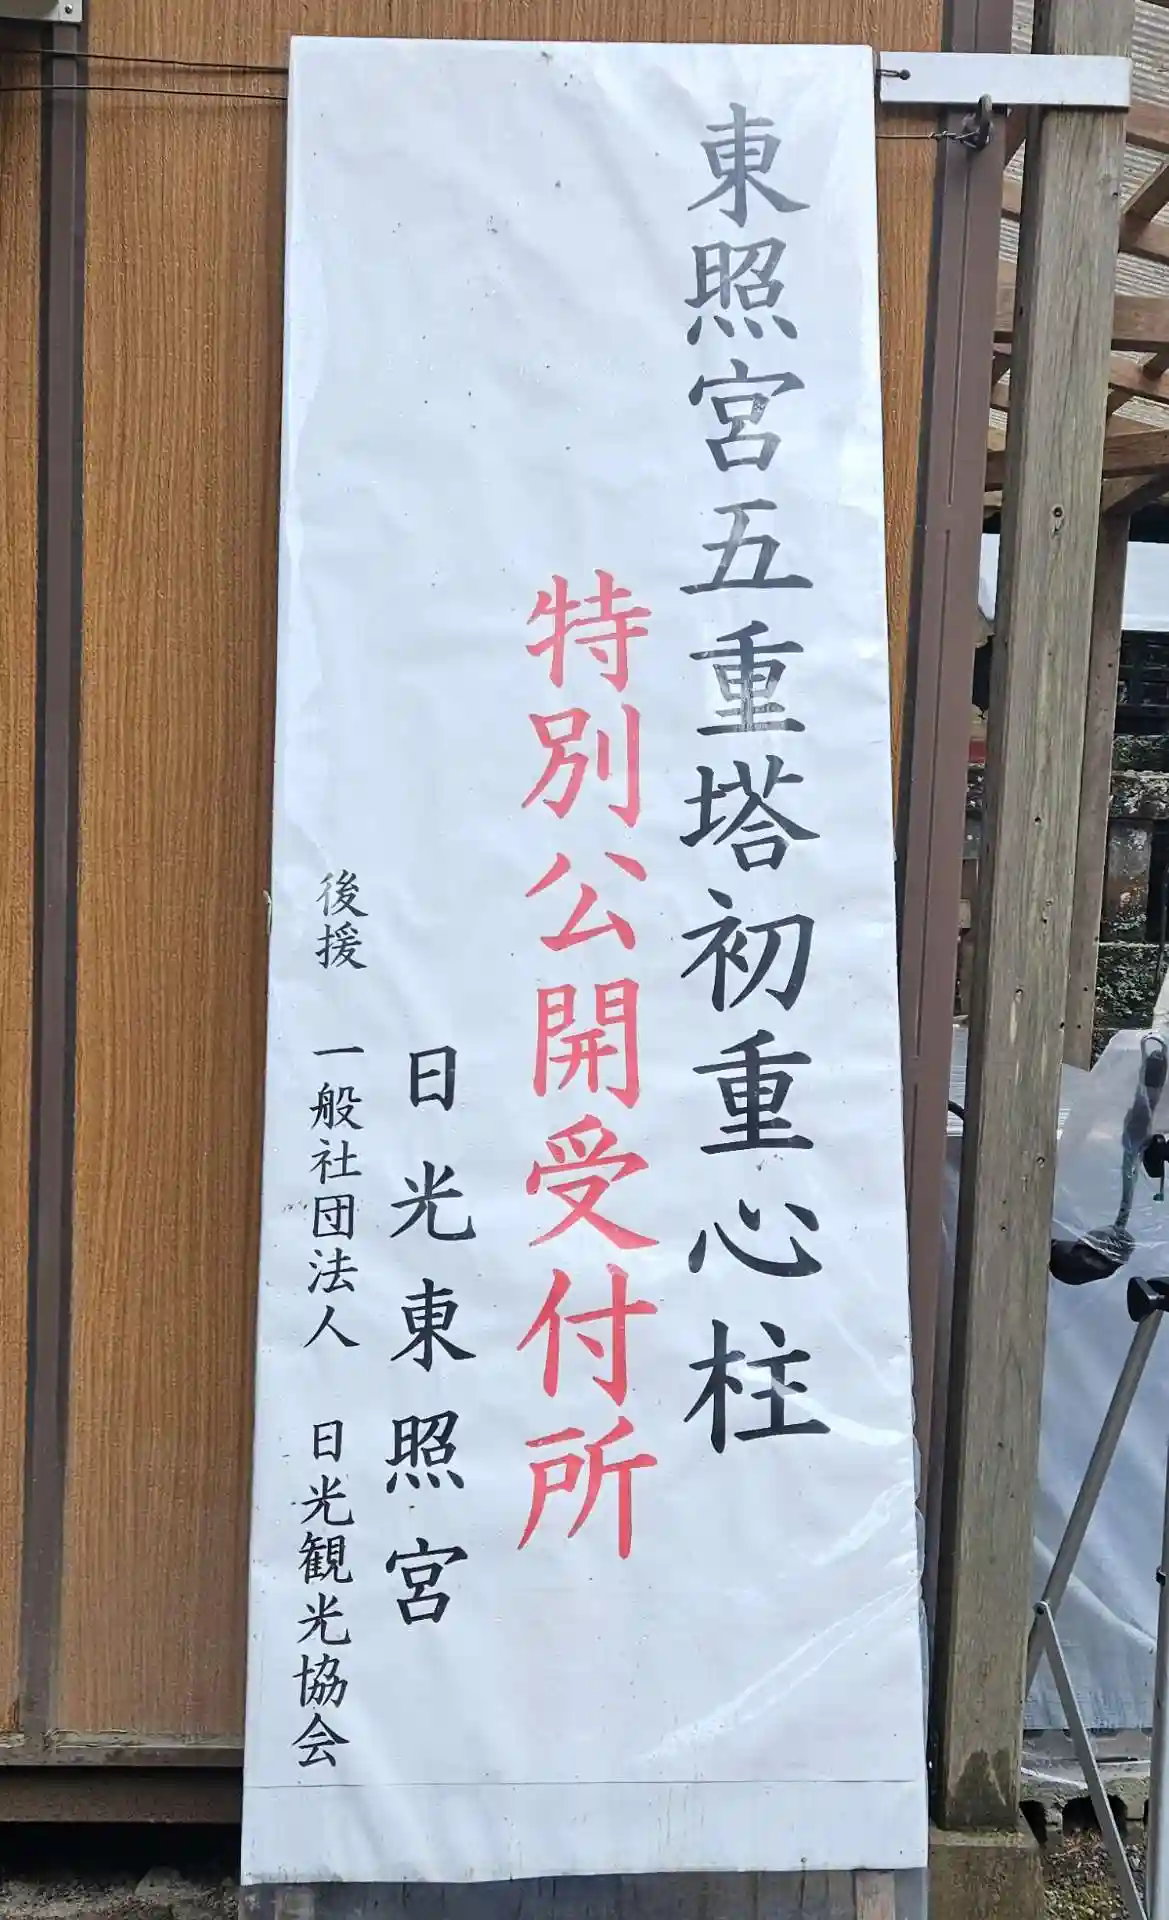 東照宮五重塔初重心柱
特別公開受付所
日光東照宮
後援 一般社団法人 日光観光協会